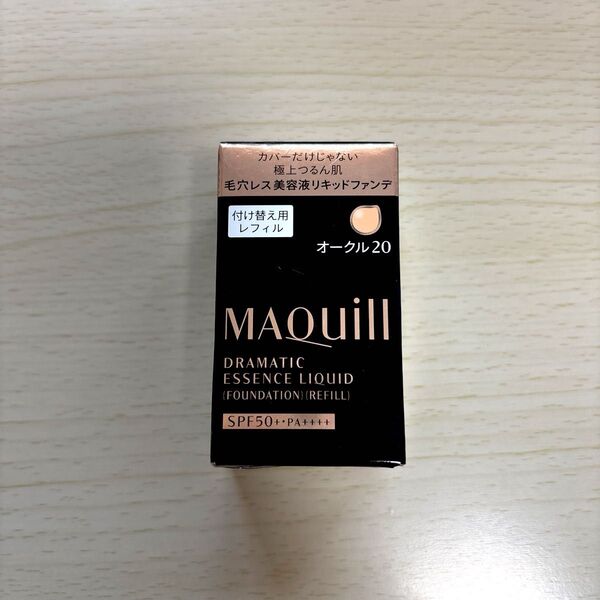 カバーだけじゃない
極上つるん肌
毛穴レス美容液リキッドファンデ
付け替え用
レフィル
オークル20
MAQuill
DRAMATIC
ESSENCE LIQUID
(FOUNDATION)(REFILL)
SPF50+・PA++++